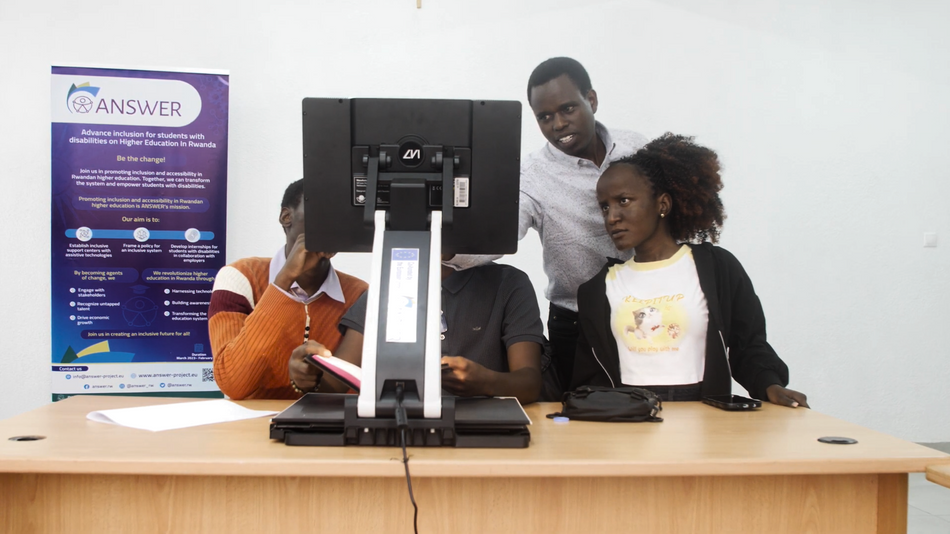 ANSWER
Advance inclusion for students with
disabilities on Higher Education In Rwanda
Be the change!
Join us in promoting inclusion and accessibility in
Rwandan higher education. Together, we can transform
the system and empower students with disabilities.
Promoting inclusion and accessibility in Rwandan
higher education is ANSWER's mission.
Our aim is to:
Establish inclusive
support centers with
assistive technologies
Frame a policy for
an inclusive system
Develop internships for
students with disabilities
in collaboration with
employers
By becoming agents
of change, we
Engage with
stakeholders
Recognize untapped
talent
Drive economic
growth
We revolutionize higher
education in Rwanda through
Harnessing
Building awareness
Transforming the
education system
Join us in creating an inclusive future for all!
Duration:
March 2023 - February
Contact us
info@answer-project.eu
www.answer-project.eu
answer.rw
answer_rw
answer_rw
LVI